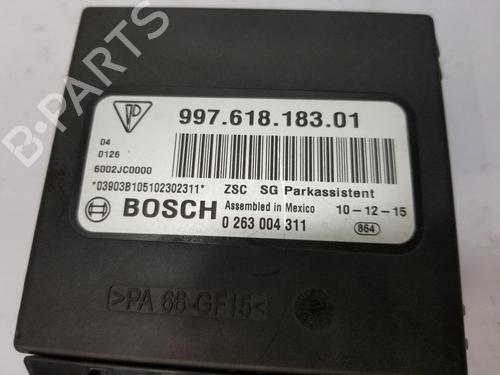 B-PARTS
997.618.183.01
04
0126
6002JC0000
*03903B105102302311* ZSC SG Parkassistent
BOSCH Assembled in Mexico 10-12-15
0 263 004 311 864
>PA 66-GF15<